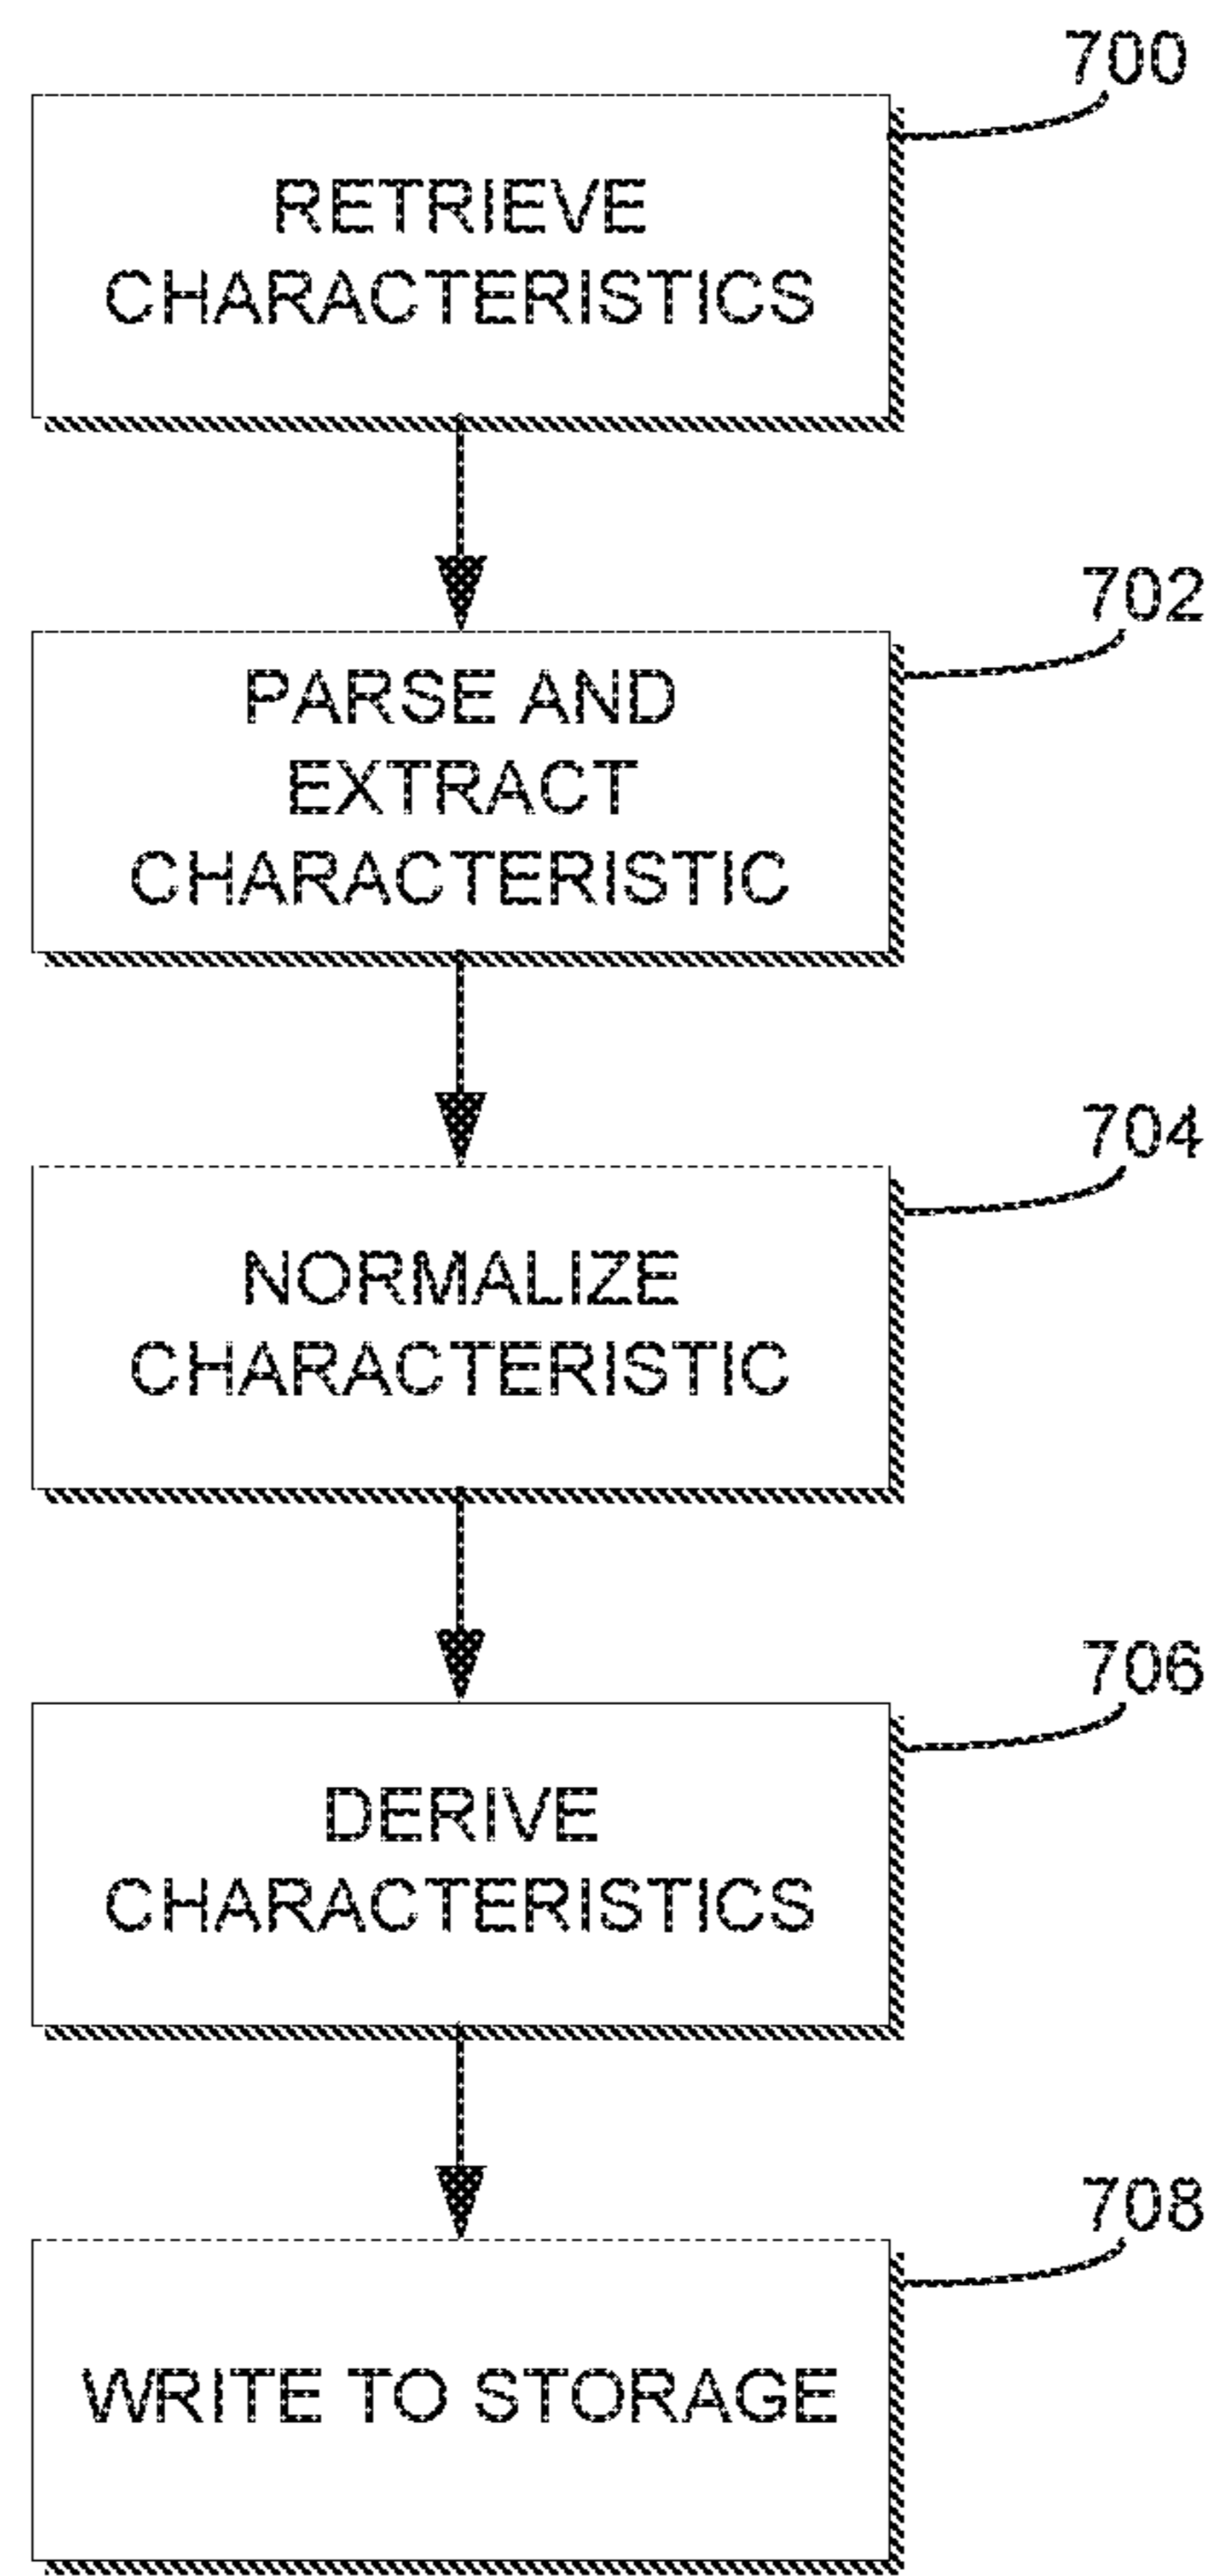 700
RETRIEVE
CHARACTERISTICS
702
PARSE AND
EXTRACT
CHARACTERISTIC
704
NORMALIZE
CHARACTERISTIC
706
DERIVE
CHARACTERISTICS
708
WRITE TO STORAGE